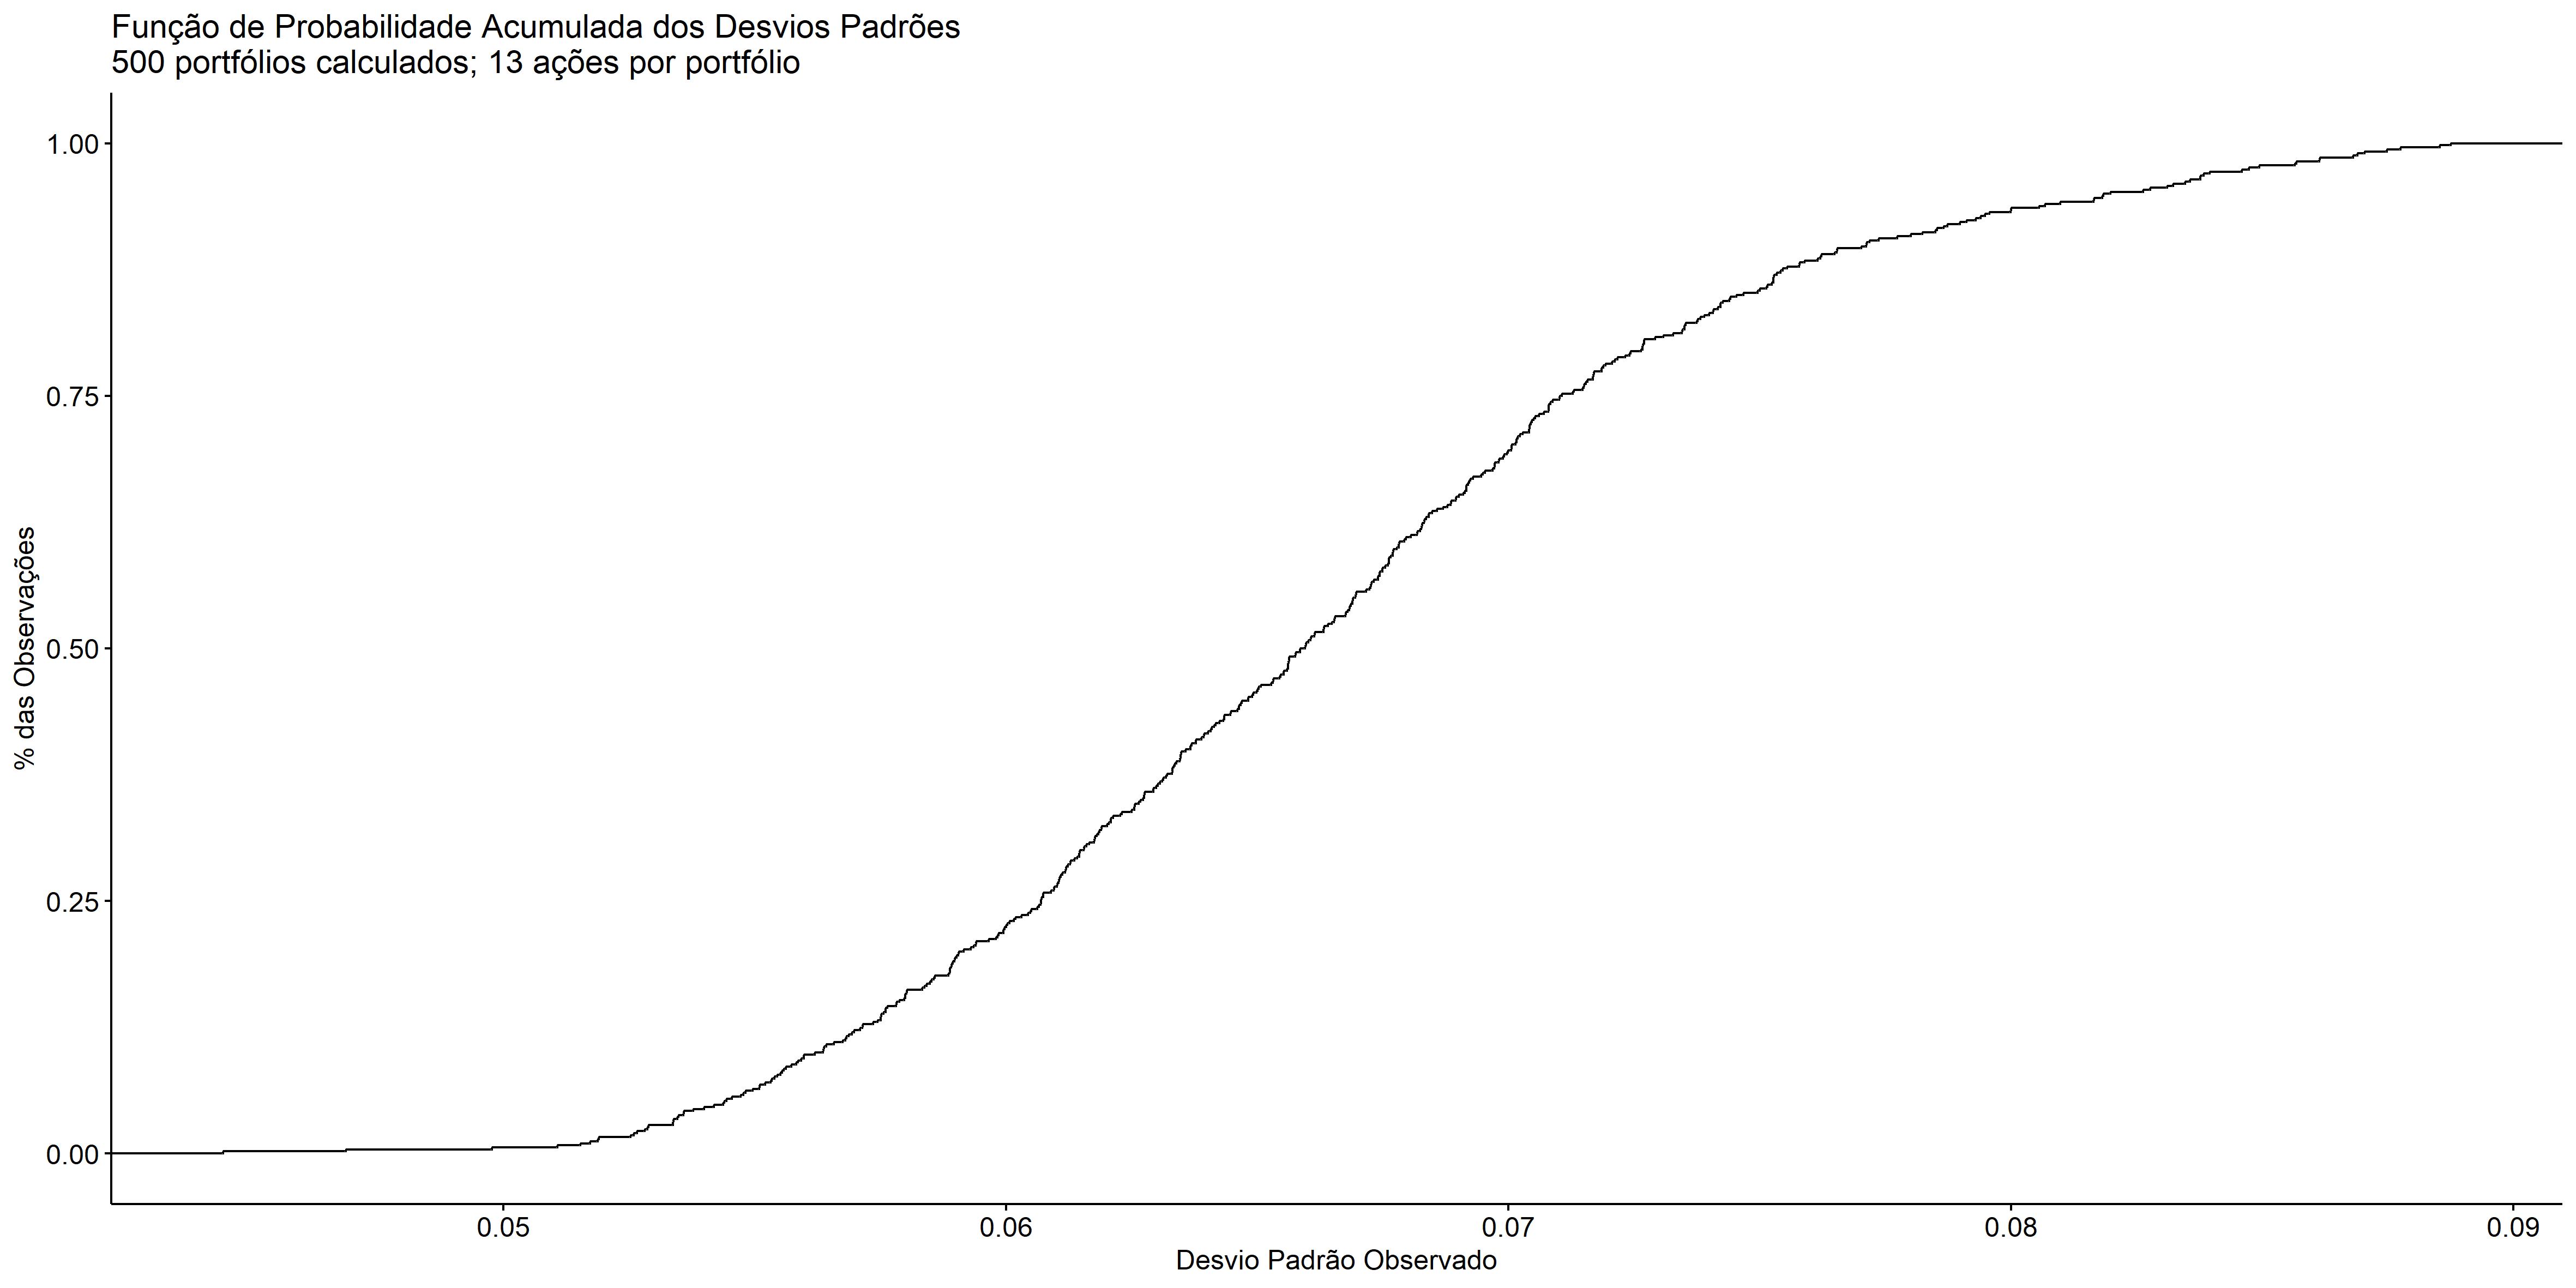 Função de Probabilidade Acumulada dos Desvios Padrões
500 portfólios calculados; 13 ações por portfólio
1.00
0.75
0.50
0.25
0.00
% das Observações
0.05
0.06
0.07
0.08
0.09
Desvio Padrão Observado